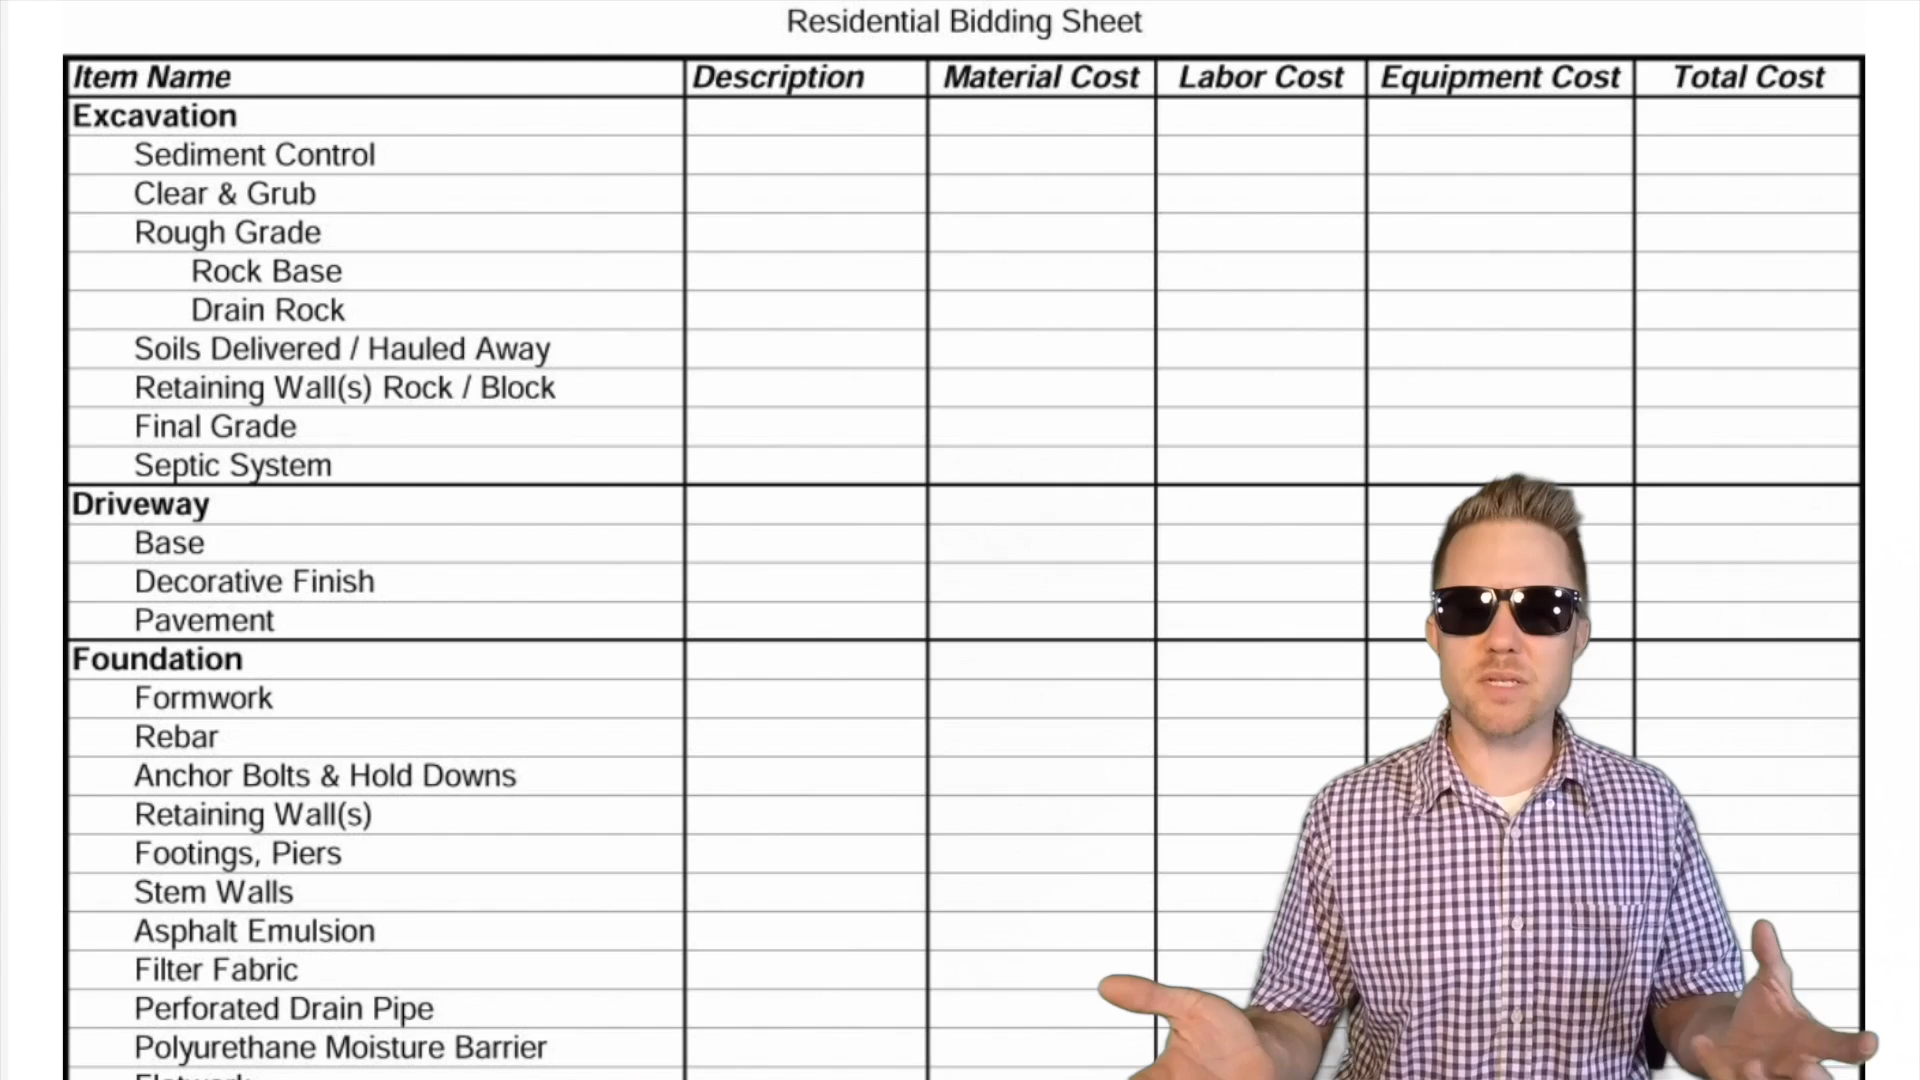 Residential Bidding Sheet
Item Name Description Material Cost Labor Cost Equipment Cost Total Cost
Excavation
Sediment Control
Clear & Grub
Rough Grade
Rock Base
Drain Rock
Soils Delivered / Hauled Away
Retaining Wall(s) Rock / Block
Final Grade
Septic System
Driveway
Base
Decorative Finish
Pavement
Foundation
Formwork
Rebar
Anchor Bolts & Hold Downs
Retaining Wall(s)
Footings, Piers
Stem Walls
Asphalt Emulsion
Filter Fabric
Perforated Drain Pipe
Polyurethane Moisture Barrier